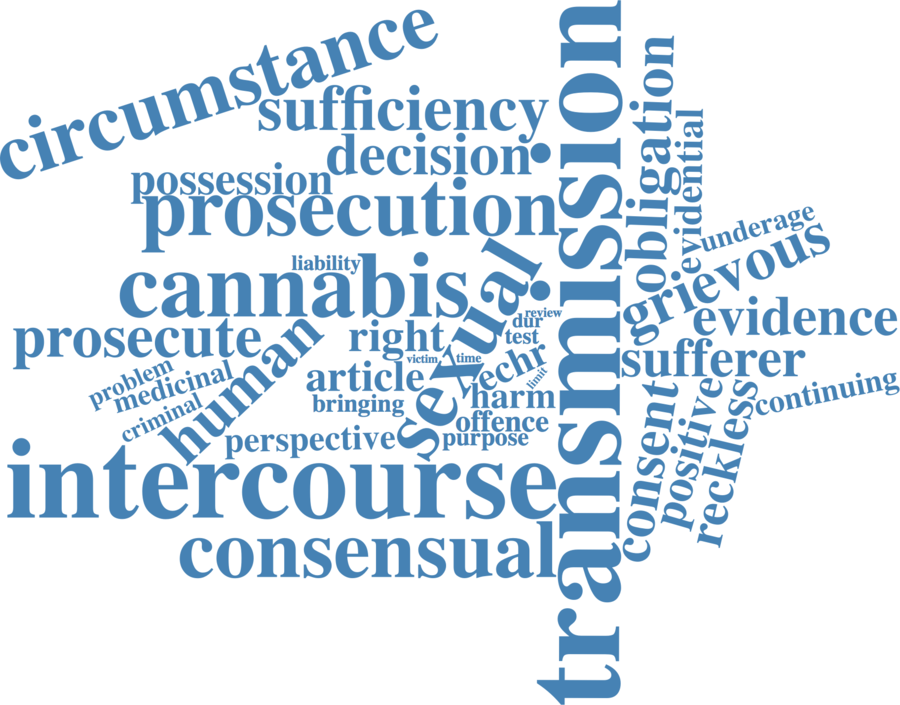 circumstance
sufficiency
decision
possession
prosecution
liability
cannabis
prosecute
human
problem
medicinal
criminal
right
victim
time
article
bringing
perspective
sexual
review
dur
test
echr
limit
harm
offence
purpose
intercourse
consensual
transmission
obligation
evidential
underage
grievous
evidence
sufferer
continuing
consent
positive
reckless